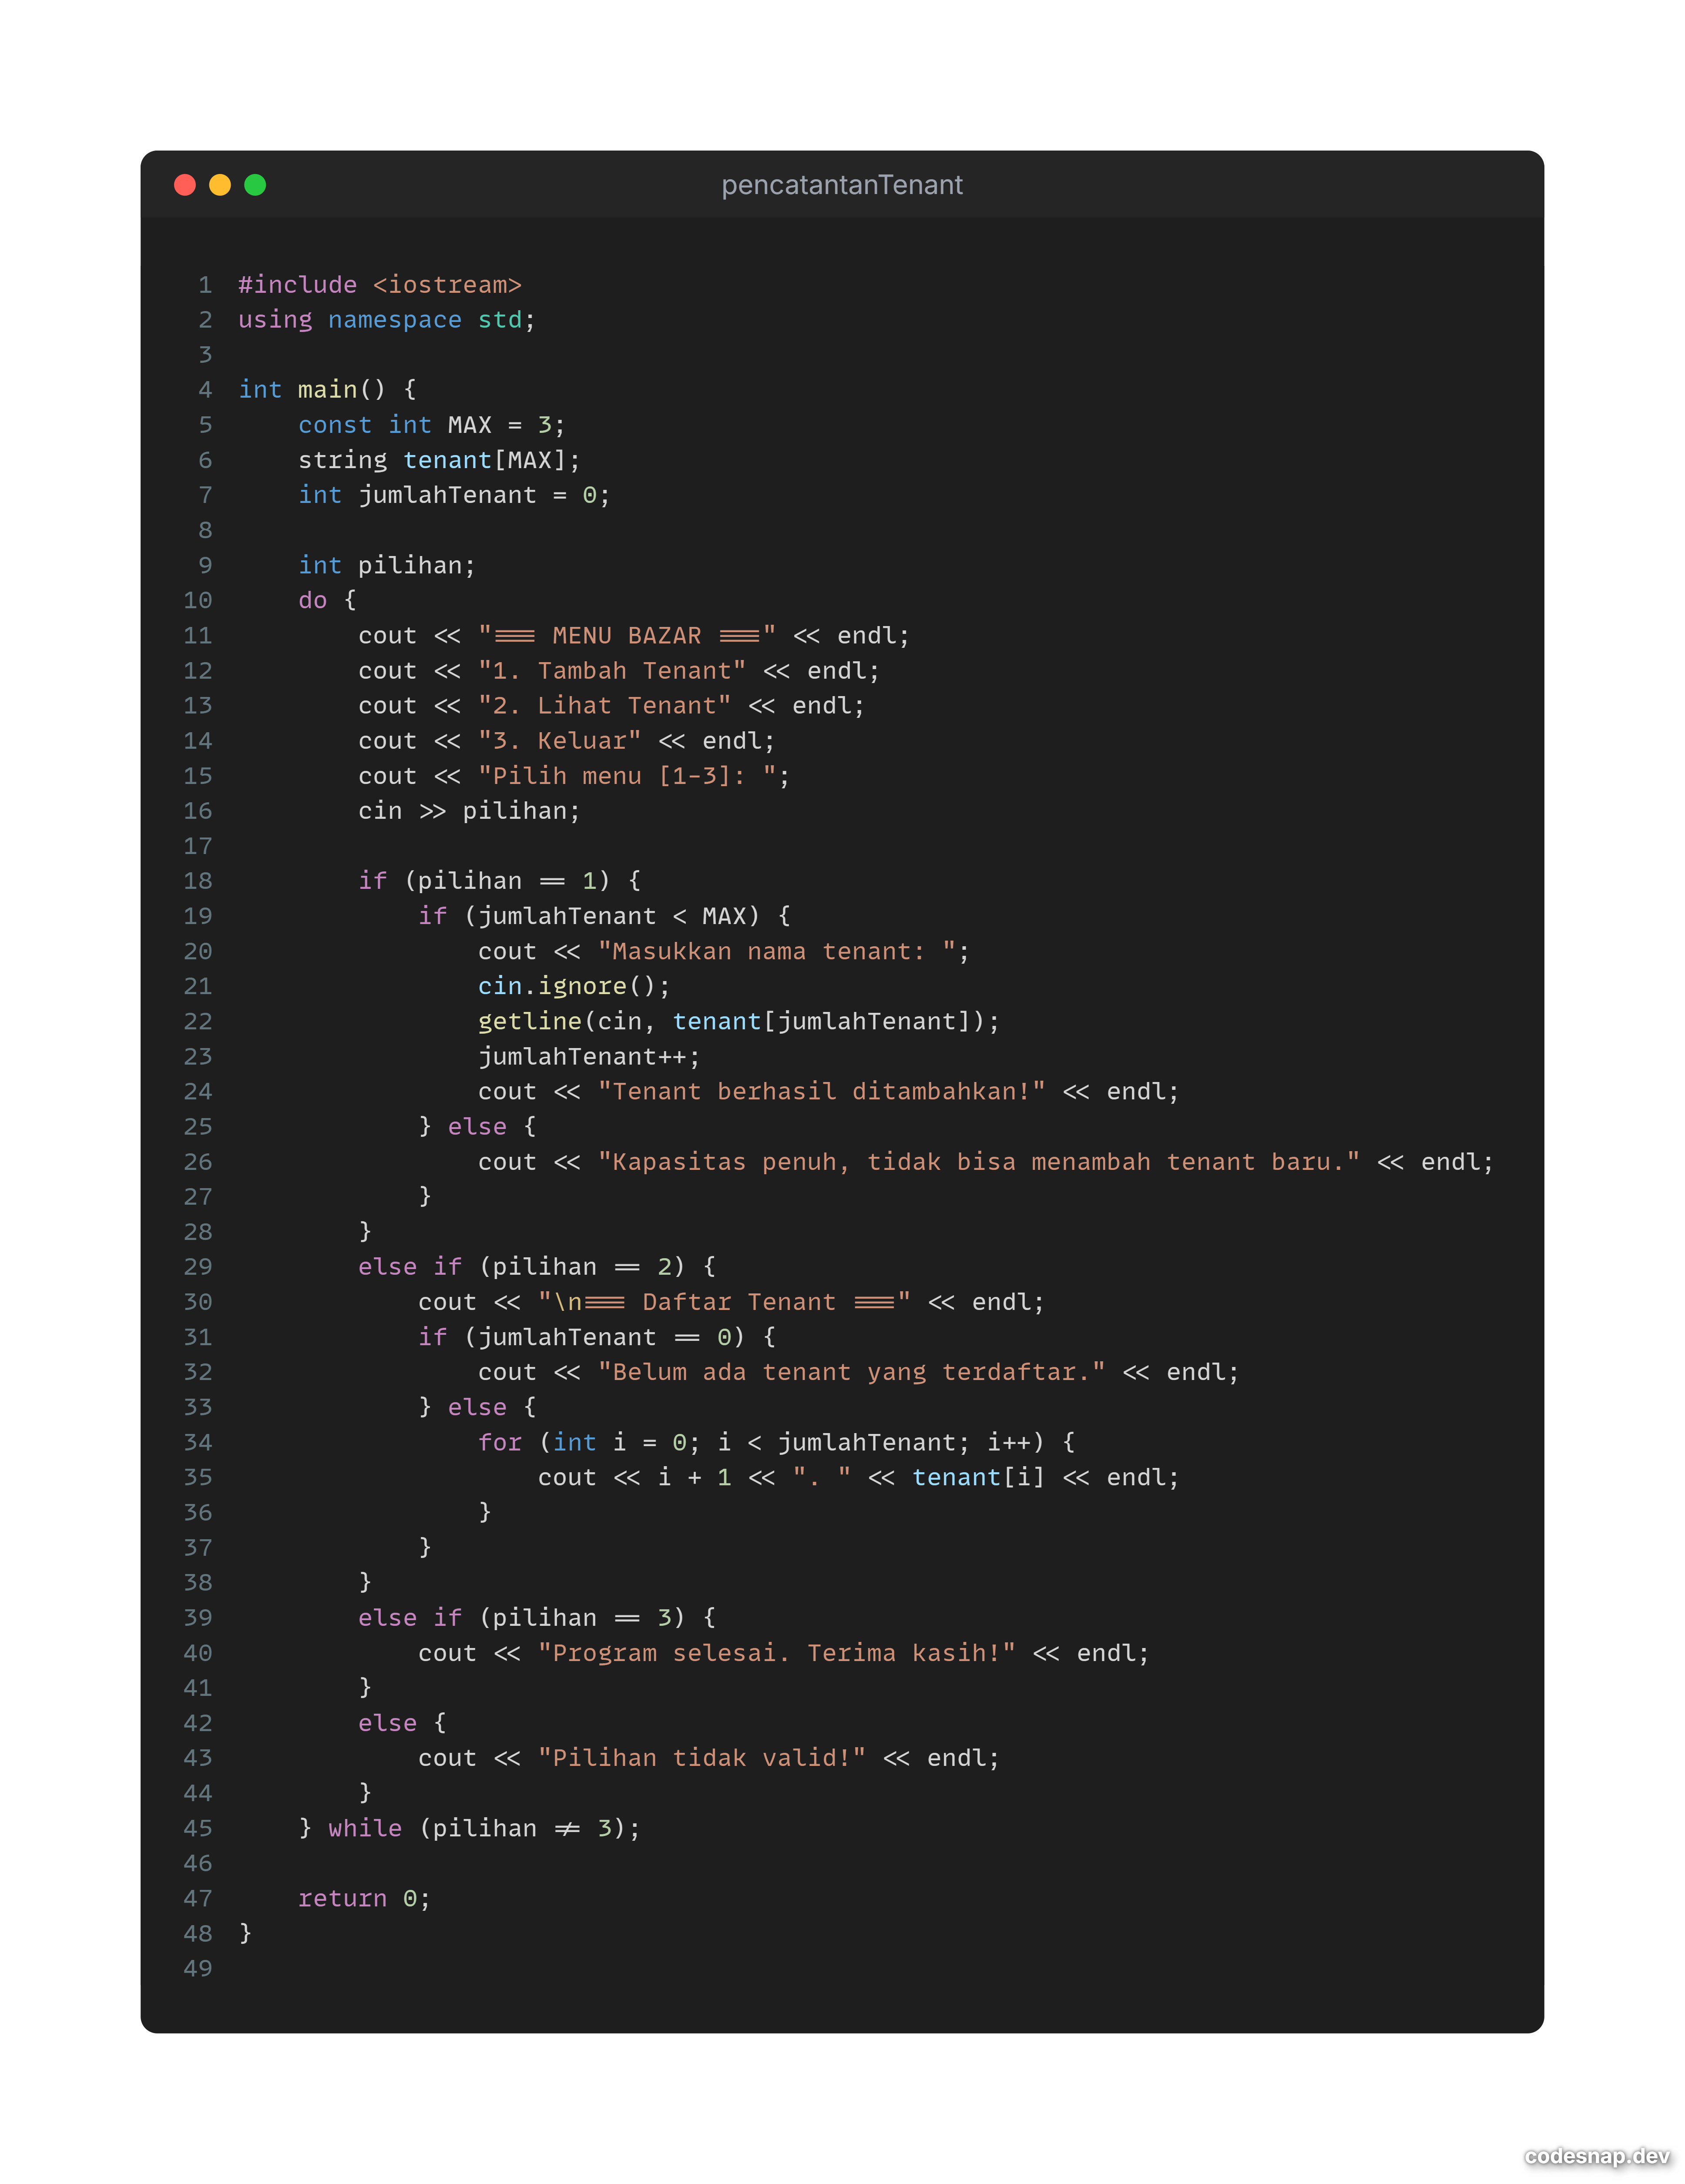 pencatantanTenant
1 #include <iostream>
2 using namespace std;
3
4 int main() {
5     const int MAX = 3;
6     string tenant[MAX];
7     int jumlahTenant = 0;
8
9     int pilihan;
10     do {
11         cout << "=== MENU BAZAR ===" << endl;
12         cout << "1. Tambah Tenant" << endl;
13         cout << "2. Lihat Tenant" << endl;
14         cout << "3. Keluar" << endl;
15         cout << "Pilih menu [1-3]: ";
16         cin >> pilihan;
17
18         if (pilihan == 1) {
19             if (jumlahTenant < MAX) {
20                 cout << "Masukkan nama tenant: ";
21                 cin.ignore();
22                 getline(cin, tenant[jumlahTenant]);
23                 jumlahTenant++;
24                 cout << "Tenant berhasil ditambahkan!" << endl;
25             } else {
26                 cout << "Kapasitas penuh, tidak bisa menambah tenant baru." << endl;
27             }
28         }
29         else if (pilihan == 2) {
30             cout << "\n=== Daftar Tenant ===" << endl;
31             if (jumlahTenant == 0) {
32                 cout << "Belum ada tenant yang terdaftar." << endl;
33             } else {
34                 for (int i = 0; i < jumlahTenant; i++) {
35                     cout << i + 1 << ". " << tenant[i] << endl;
36                 }
37             }
38         }
39         else if (pilihan == 3) {
40             cout << "Program selesai. Terima kasih!" << endl;
41         }
42         else {
43             cout << "Pilihan tidak valid!" << endl;
44         }
45     } while (pilihan != 3);
46
47     return 0;
48 }
49
codesnap.dev